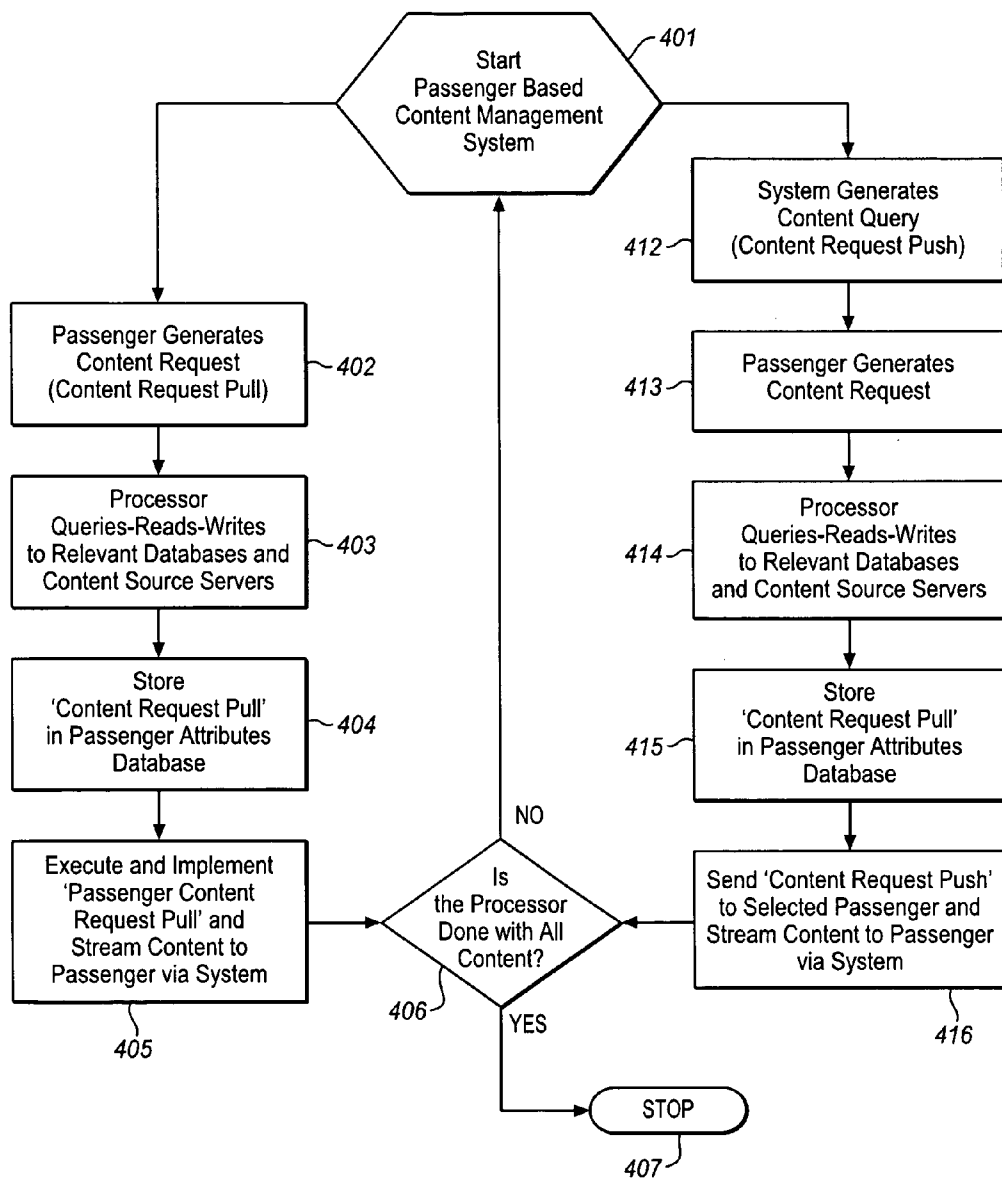 Start
Passenger Based
Content Management
System
401
Passenger Generates
Content Request
(Content Request Pull)
402
Processor
Queries-Reads-Writes
to Relevant Databases and
Content Source Servers
403
Store
‘Content Request Pull’
in Passenger Attributes
Database
404
Execute and Implement
‘Passenger Content
Request Pull’ and
Stream Content to
Passenger via System
405
System Generates
Content Query
(Content Request Push)
412
Passenger Generates
Content Request
413
Processor
Queries-Reads-Writes
to Relevant Databases
and Content Source Servers
414
Store
‘Content Request Pull’
in Passenger Attributes
Database
415
Send ‘Content Request Push’
to Selected Passenger and
Stream Content to Passenger
via System
416
NO
Is
the Processor
Done with All
Content?
406
YES
STOP
407